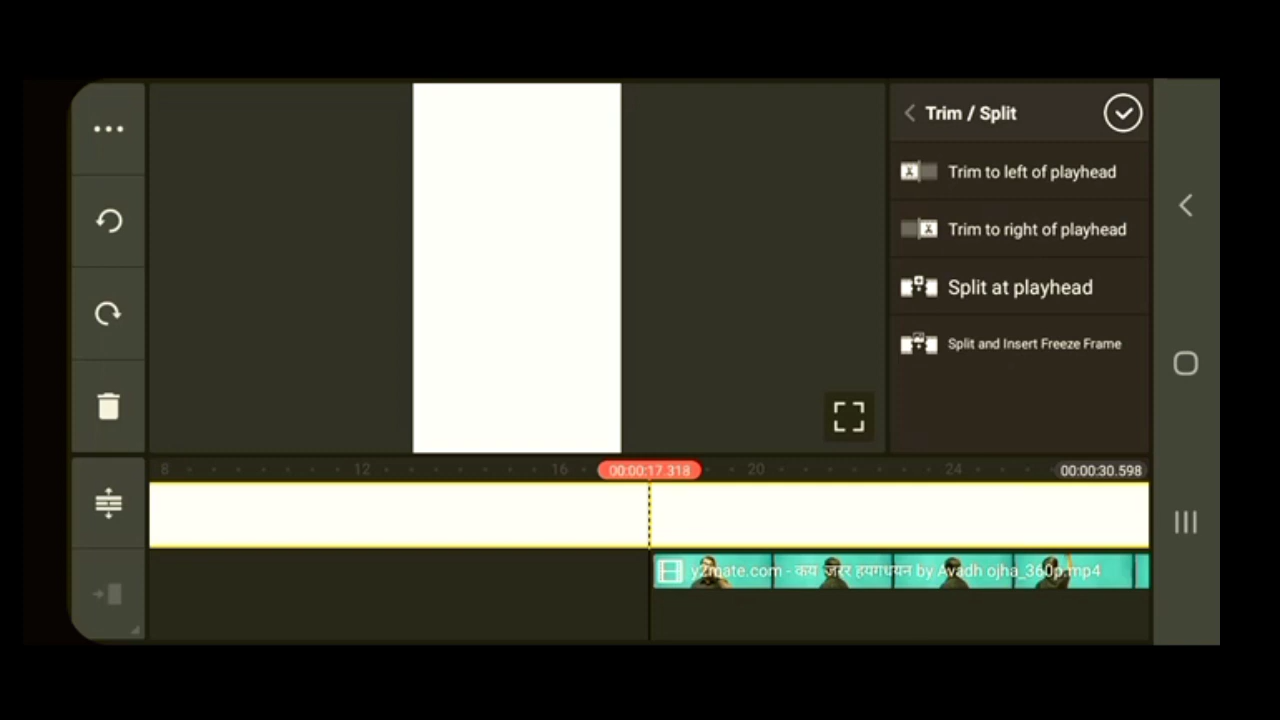 Trim / Split
Trim to left of playhead
Trim to right of playhead
Split at playhead
Split and Insert Freeze Frame
8 12 16 00:00:17.318 20 24 00:00:30.598
y2mate.com - कय जरर हयगधयन by Avadh ojha_360p.mp4